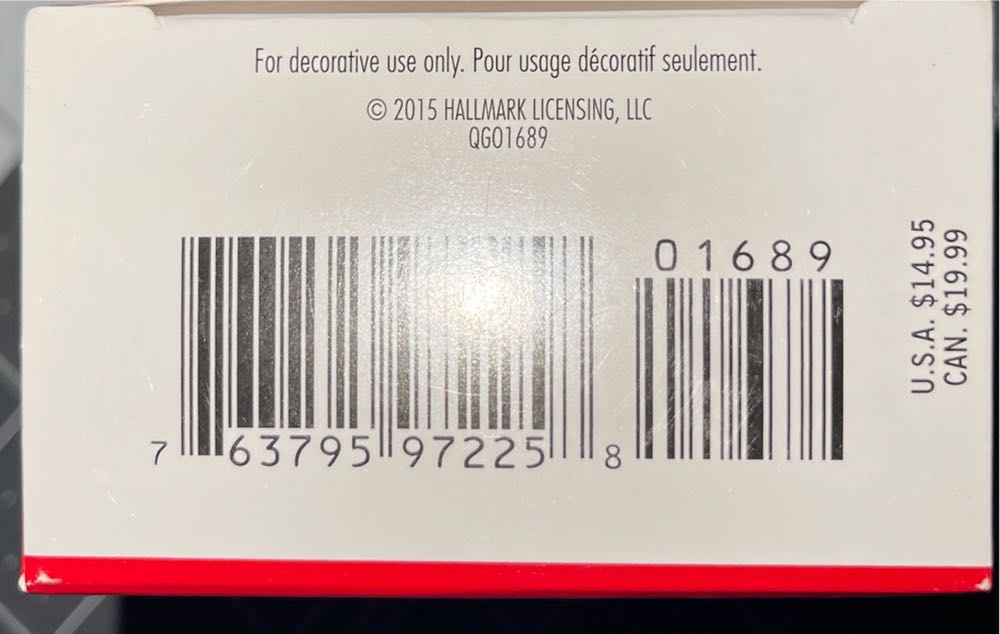 For decorative use only. Pour usage décoratif seulement.
© 2015 HALLMARK LICENSING, LLC
QGO1689
01689
7 63795 97225 8
U.S.A. $14.95
CAN. $19.99